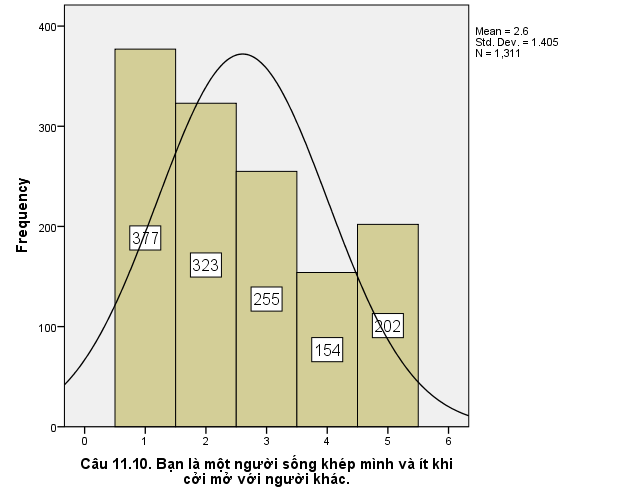 Mean = 2.6
Std. Dev. = 1.405
N = 1,311
400
300
200
100
0
Frequency
377
323
255
154
202
0 1 2 3 4 5 6
Câu 11.10. Bạn là một người sống khép mình và ít khi
cởi mở với người khác.